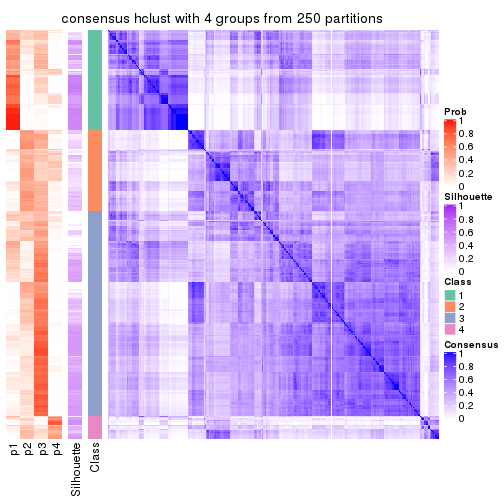 consensus hclust with 4 groups from 250 partitions
Prob
1
0.8
0.6
0.4
0.2
0
Silhouette
1
0.8
0.6
0.4
0.2
0
Class
1
2
3
4
Consensus
1
0.8
0.6
0.4
0.2
0
p1
p2
p3
p4
Silhouette
Class